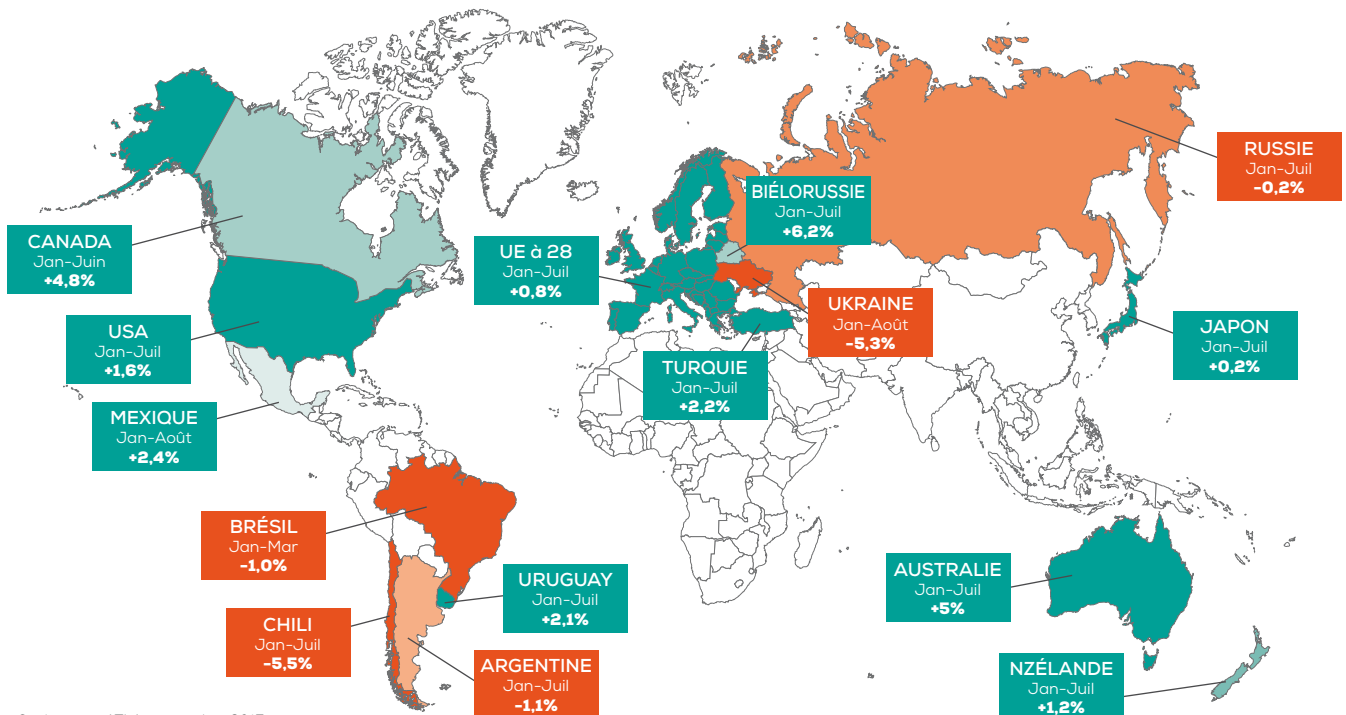 RUSSIE
Jan-Juil
-0,2%
BIÉLORUSSIE
Jan-Juil
+6,2%
CANADA
Jan-Juin
+4,8%
UE à 28
Jan-Juil
+0,8%
UKRAINE
Jan-Août
-5,3%
USA
Jan-Juil
+1,6%
JAPON
Jan-Juil
+0,2%
TURQUIE
Jan-Juil
+2,2%
MEXIQUE
Jan-Août
+2,4%
BRÉSIL
Jan-Mar
-1,0%
AUSTRALIE
Jan-Juil
+5%
URUGUAY
Jan-Juil
+2,1%
CHILI
Jan-Juil
-5,5%
ARGENTINE
Jan-Juil
-1,1%
NZÉLANDE
Jan-Juil
+1,2%